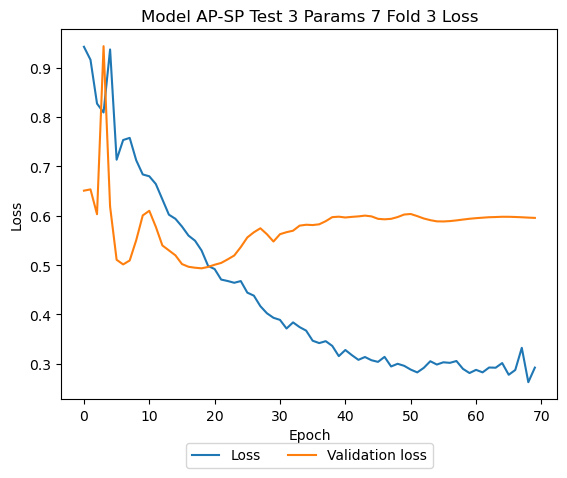 Model AP-SP Test 3 Params 7 Fold 3 Loss
Loss
0.9
0.8
0.7
0.6
0.5
0.4
0.3
0 10 20 30 40 50 60 70
Epoch
Loss Validation loss